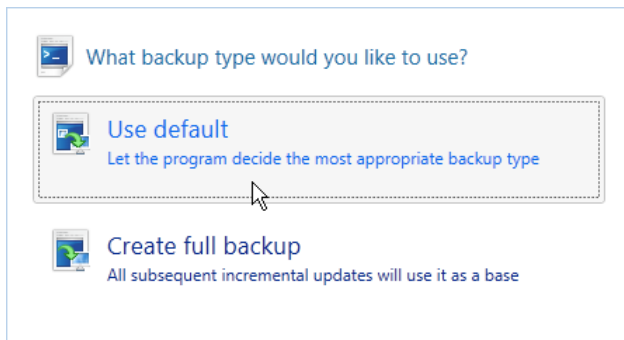 What backup type would you like to use?
Use default
Let the program decide the most appropriate backup type
Create full backup
All subsequent incremental updates will use it as a base